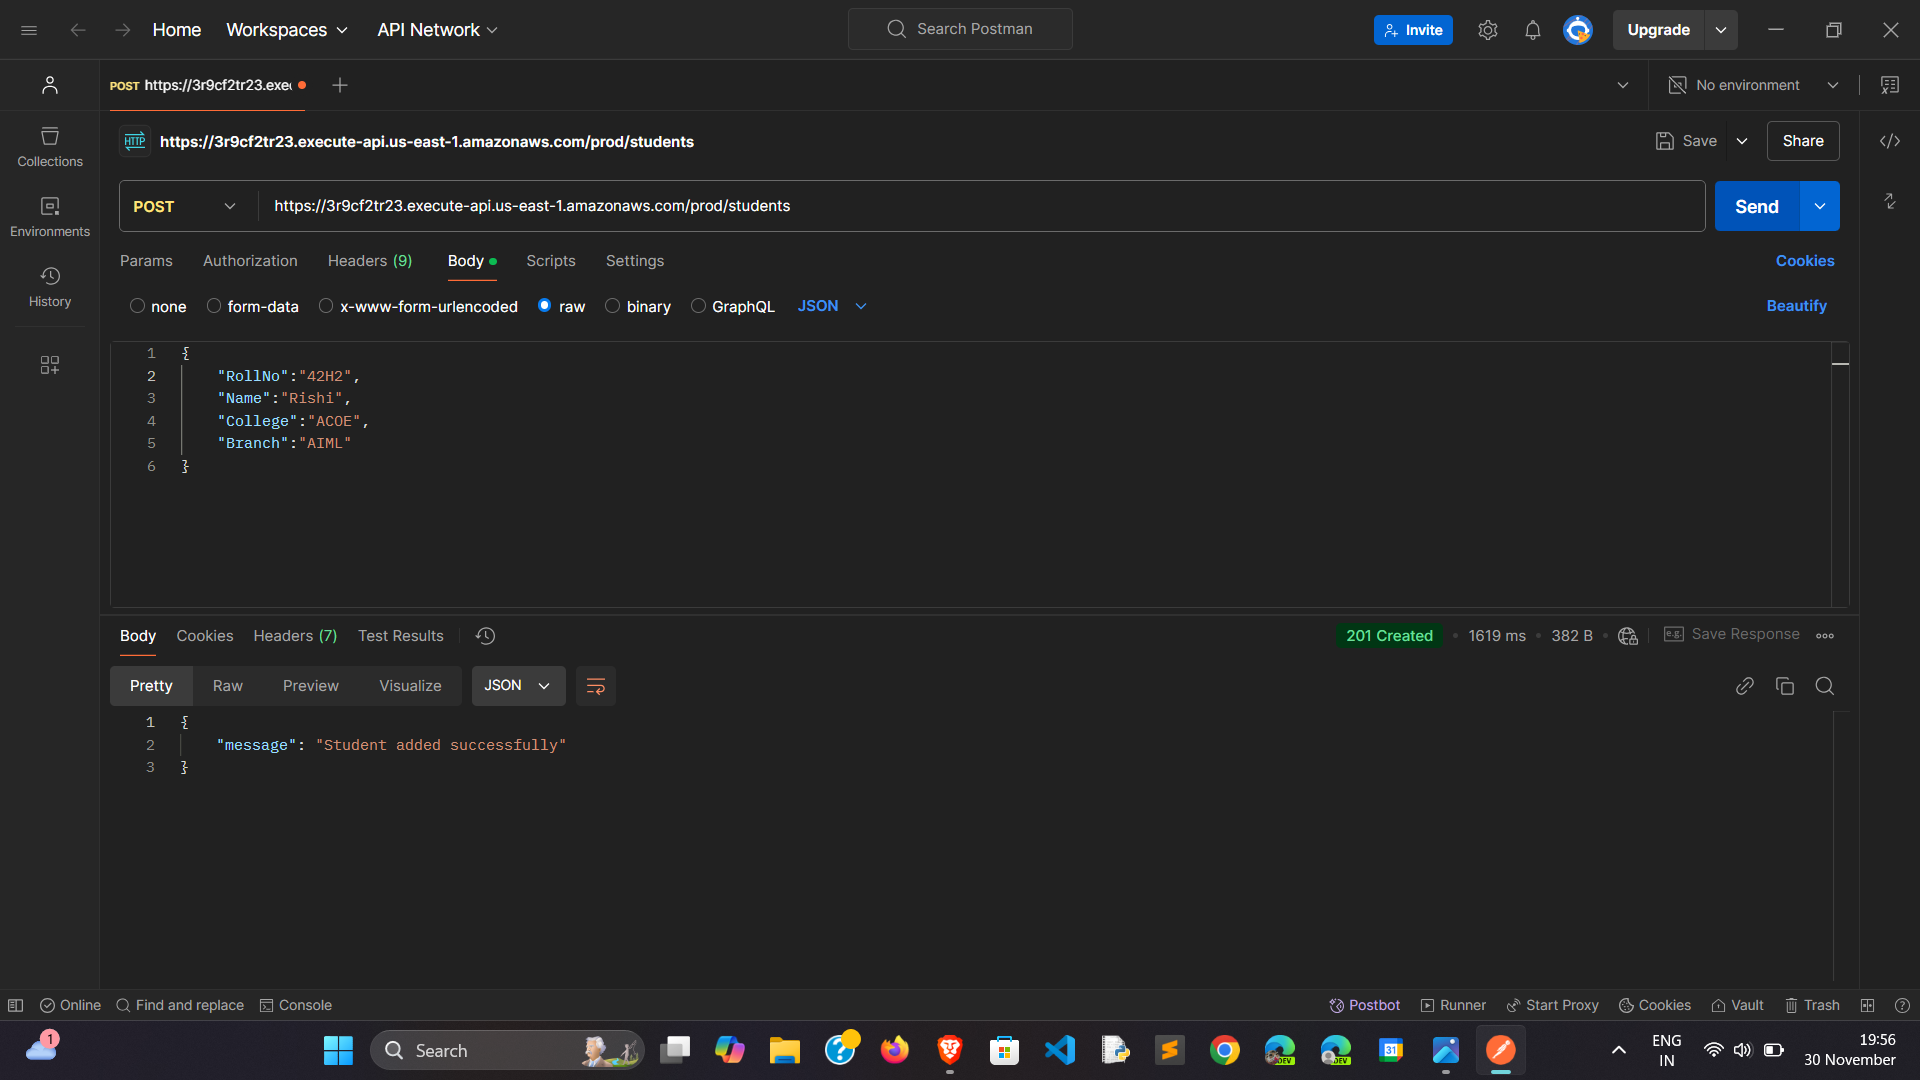 Home Workspaces API Network Search Postman Invite Upgrade
POST https://3r9cf2tr23.exec No environment
HTTP https://3r9cf2tr23.execute-api.us-east-1.amazonaws.com/prod/students Save Share
Collections
POST https://3r9cf2tr23.execute-api.us-east-1.amazonaws.com/prod/students Send
Environments
Params Authorization Headers (9) Body Scripts Settings Cookies
History
none form-data x-www-form-urlencoded raw binary GraphQL JSON Beautify
1 {
2 "RollNo":"42H2",
3 "Name":"Rishi",
4 "College":"ACOE",
5 "Branch":"AIML"
6 }
Body Cookies Headers (7) Test Results 201 Created 1619 ms 382 B e.g. Save Response
Pretty Raw Preview Visualize JSON
1 {
2 "message": "Student added successfully"
3 }
Online Find and replace Console Postbot Runner Start Proxy Cookies Vault Trash
1 Search DEV DEV 31 ENG IN 19:56
30 November